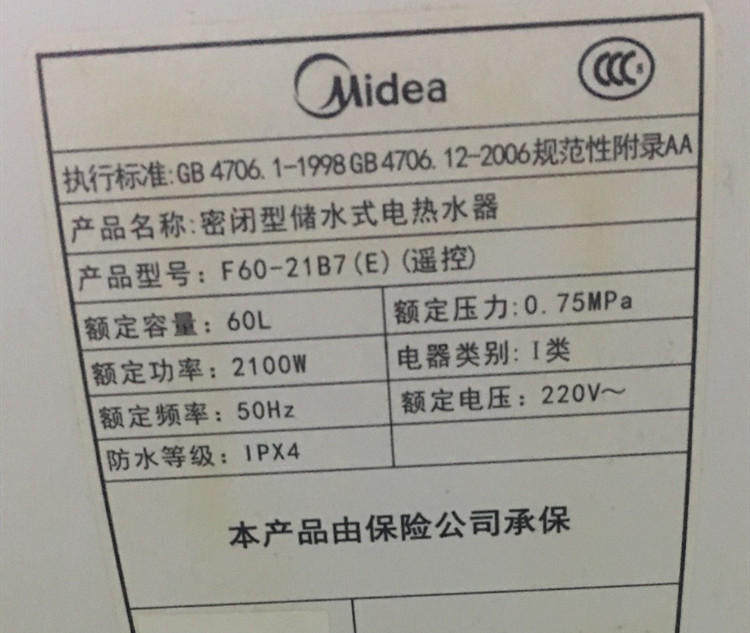 Midea
CCC S
执行标准:GB 4706.1-1998 GB 4706.12-2006规范性附录AA
产品名称:密闭型储水式电热水器
产品型号：F60-21B7(E)(遥控)
额定容量：60L
额定压力:0.75MPa
额定功率：2100W
电器类别:I类
额定频率：50Hz
额定电压：220V～
防水等级：IPX4
本产品由保险公司承保